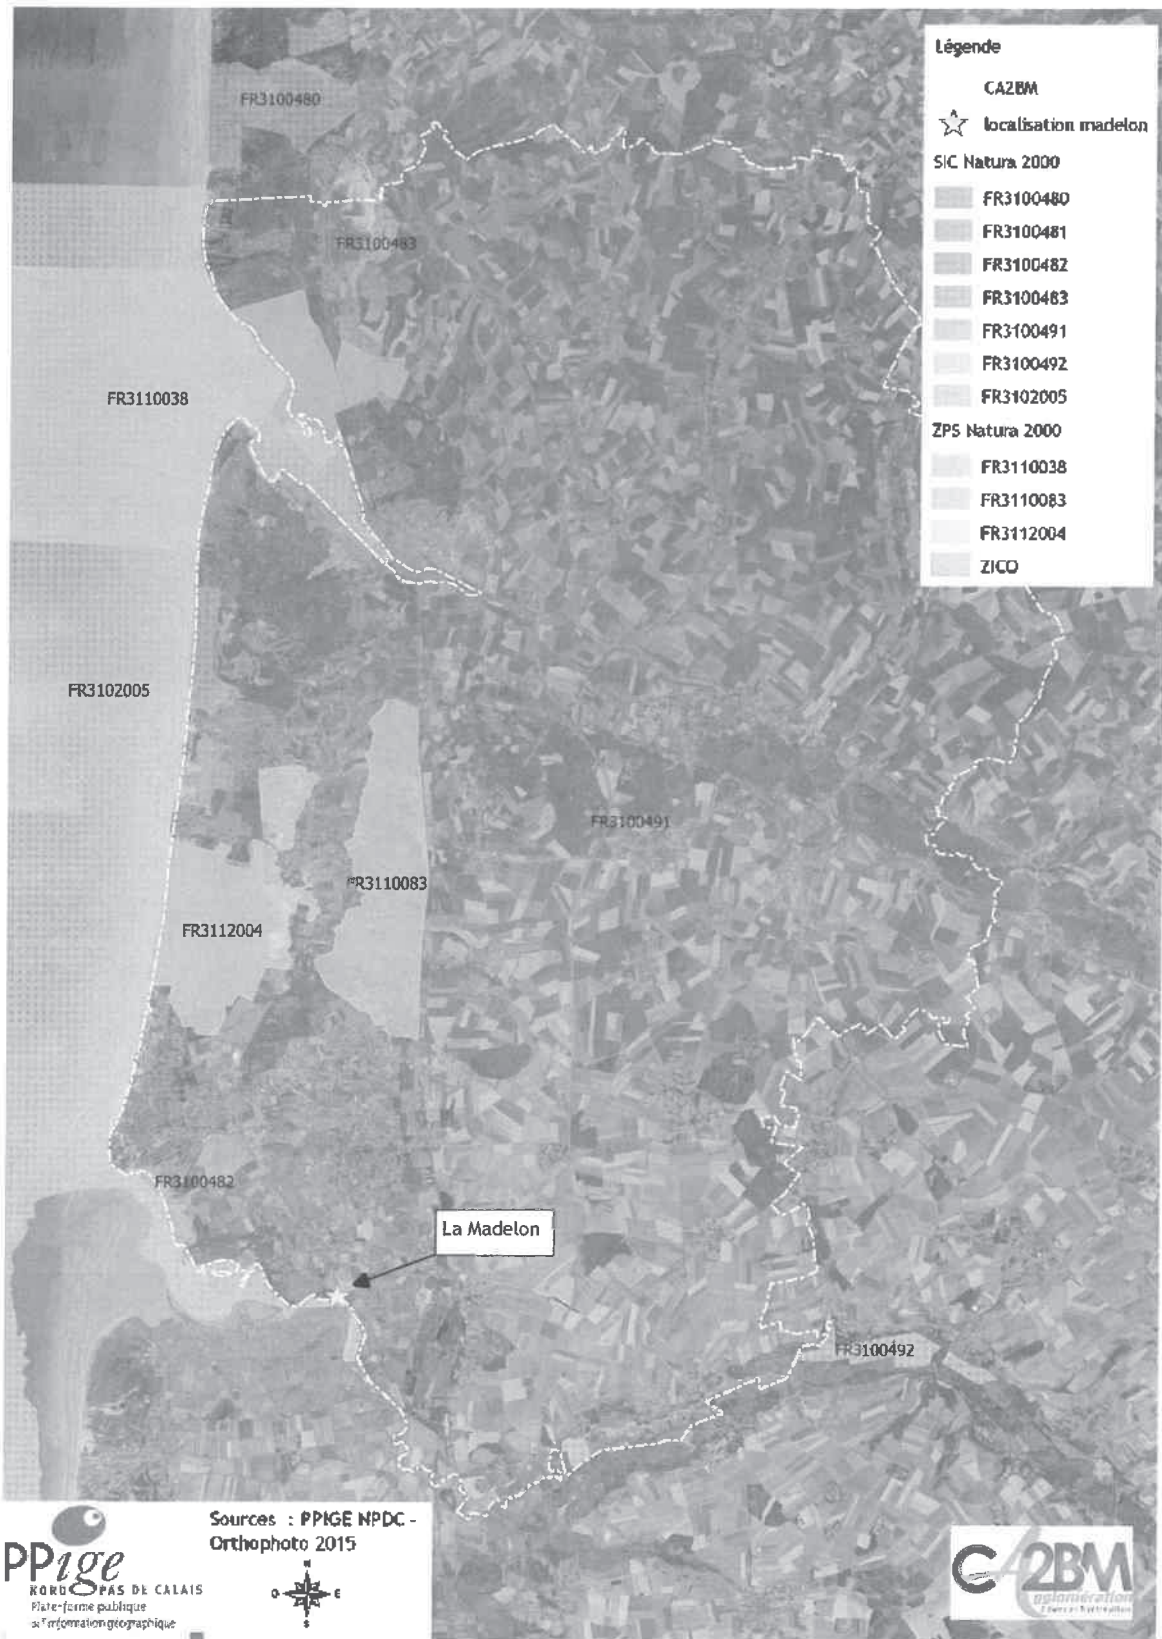 Légende
CA2BM
localisation madelon
SIC Natura 2000
FR3100480
FR3100481
FR3100482
FR3100483
FR3100491
FR3100492
FR3102005
ZPS Natura 2000
FR3110038
FR3110083
FR3112004
ZICO
FR3100480
FR3100483
FR3110038
FR3102005
FR3100491
FR3110083
FR3112004
FR3100482
La Madelon
FR3100492
Sources : PPIGE NPDC -
Orthophoto 2015
N
O E
S
PPige
NORD PAS DE CALAIS
Plate-forme publique
de l'information géographique
CA2BM
agglomération